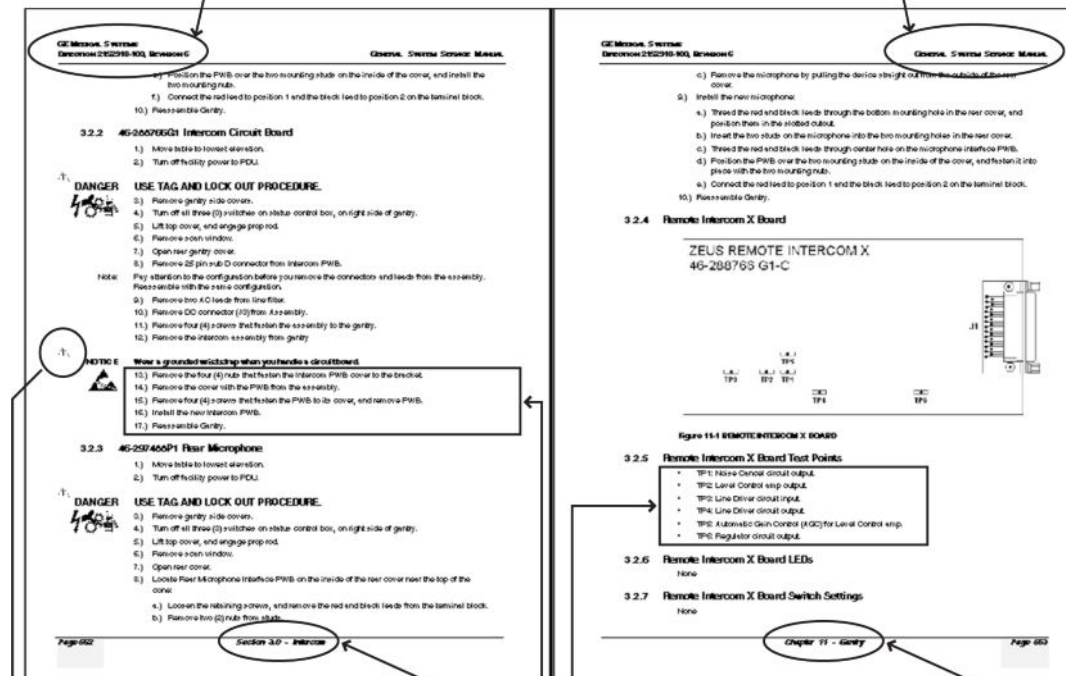 GE MEDICAL SYSTEMS
DIRECTION 2152918-100, REVISION 6
GENERAL SYSTEM SERVICE MANUAL
e.) Position the PWB over the two mounting studs on the inside of the cover, and install the
two mounting nuts.
f.) Connect the red lead to position 1 and the black lead to position 2 on the terminal block.
10.) Reassemble Gantry.
3.2.2 46-288766G1 Intercom Circuit Board
1.) Move table to lowest elevation.
2.) Turn off facility power to PDU.
DANGER USE TAG AND LOCK OUT PROCEDURE.
3.) Remove gantry side covers.
4.) Turn off all three (3) switches on status control box, on right side of gantry.
5.) Lift top cover, and engage prop rod.
6.) Remove scan window.
7.) Open rear gantry cover.
8.) Remove 25 pin sub D connector from Intercom PWB.
Note: Pay attention to the configuration before you remove the connectors and leads from the assembly.
Reassemble with the same configuration.
9.) Remove two AC leads from line filter.
10.) Remove DC connector (J3) from Assembly.
11.) Remove four (4) screws that fasten the assembly to the gantry.
12.) Remove the intercom assembly from gantry
NOTICE Wear a grounded wriststrap when you handle a circuit board.
13.) Remove the four (4) nuts that fasten the Intercom PWB cover to the bracket.
14.) Remove the cover with the PWB from the assembly.
15.) Remove four (4) screws that fasten the PWB to its cover, and remove PWB.
16.) Install the new Intercom PWB.
17.) Reassemble Gantry.
3.2.3 46-297466P1 Rear Microphone
1.) Move table to lowest elevation.
2.) Turn off facility power to PDU.
DANGER USE TAG AND LOCK OUT PROCEDURE.
3.) Remove gantry side covers.
4.) Turn off all three (3) switches on status control box, on right side of gantry.
5.) Lift top cover, and engage prop rod.
6.) Remove scan window.
7.) Open rear cover.
8.) Locate Rear Microphone Interface PWB on the inside of the rear cover near the top of the
cone:
a.) Loosen the retaining screws, and remove the red and black leads from the terminal block.
b.) Remove two (2) nuts from studs.
Page 652
Section 3.0 - Intercom
GE MEDICAL SYSTEMS
DIRECTION 2152918-100, REVISION 6
GENERAL SYSTEM SERVICE MANUAL
c.) Remove the microphone by pulling the device straight out from the outside of the rear
cover.
9.) Install the new microphone:
a.) Thread the red and black leads through the bottom mounting hole in the rear cover, and
position them in the slotted cutout.
b.) Insert the two studs on the microphone into the two mounting holes in the rear cover.
c.) Thread the red and black leads through center hole on the microphone interface PWB.
d.) Position the PWB over the two mounting studs on the inside of the cover, and fasten it into
place with the two mounting nuts.
e.) Connect the red lead to position 1 and the black lead to position 2 on the terminal block.
10.) Reassemble Gantry.
3.2.4 Remote Intercom X Board
ZEUS REMOTE INTERCOM X
46-288766 G1-C
J1
TP5
TP3 TP2 TP1
TP4 TP6
Figure 11-1 REMOTE INTERCOM X BOARD
3.2.5 Remote Intercom X Board Test Points
• TP1: Noise Cancel circuit output.
• TP2: Level Control amp output.
• TP3: Line Driver circuit input.
• TP4: Line Driver circuit output.
• TP5: Automatic Gain Control (AGC) for Level Control amp.
• TP6: Regulator circuit output.
3.2.6 Remote Intercom X Board LEDs
None
3.2.7 Remote Intercom X Board Switch Settings
None
Chapter 11 - Gantry
Page 653